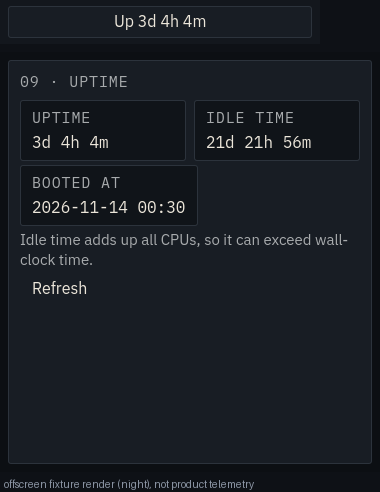 Up 3d 4h 4m
09 · UPTIME
UPTIME
3d 4h 4m
IDLE TIME
21d 21h 56m
BOOTED AT
2026-11-14 00:30
Idle time adds up all CPUs, so it can exceed wall-
clock time.
Refresh
offscreen fixture render (night), not product telemetry